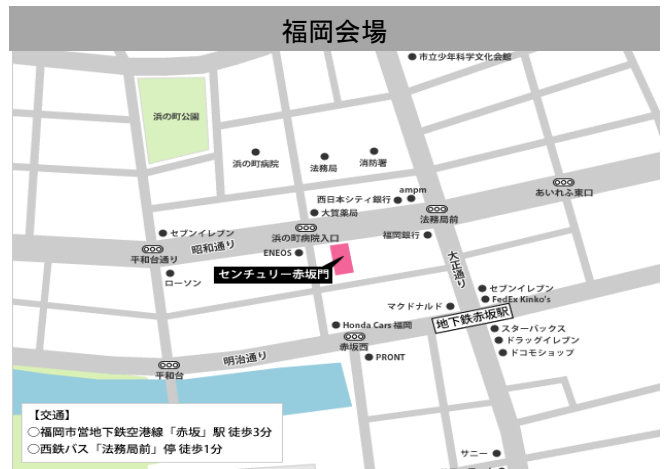 福岡会場
市立少年科学文化会館
浜の町公園
浜の町病院
法務局
消防署
西日本シティ銀行
ampm
あいれふ東口
大賀薬局
法務局前
セブンイレブン
昭和通り
浜の町病院入口
福岡銀行
平和台通り
ENEOS
大正通り
センチュリー赤坂門
ローソン
セブンイレブン
FedEx Kinko's
マクドナルド
地下鉄赤坂駅
Honda Cars 福岡
スターバックス
ドラッグイレブン
赤坂西
ドコモショップ
明治通り
PRONT
平和台
【交通】
○福岡市営地下鉄空港線「赤坂」駅 徒歩3分
○西鉄バス「法務局前」停 徒歩1分
サニー